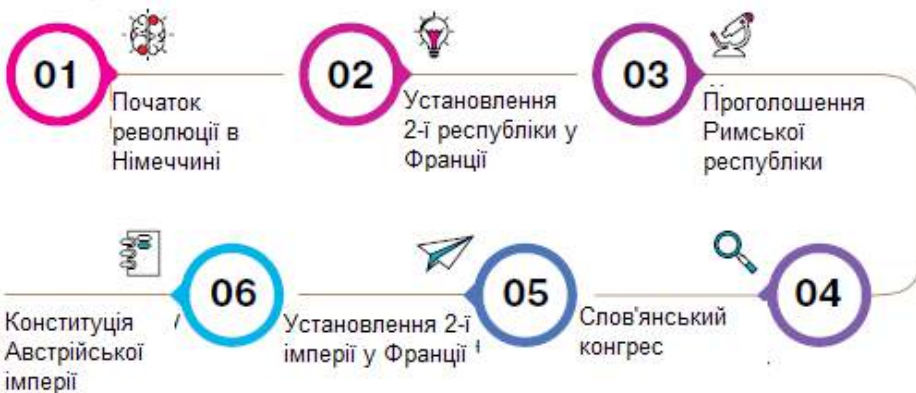 01
Початок
революції в
Німеччині
02
Установлення
2-ї республіки у
Франції
03
Проголошення
Римської
республіки
04
Слов'янський
конгрес
05
Установлення 2-ї
імперії у Франції
06
Конституція
Австрійської
імперії